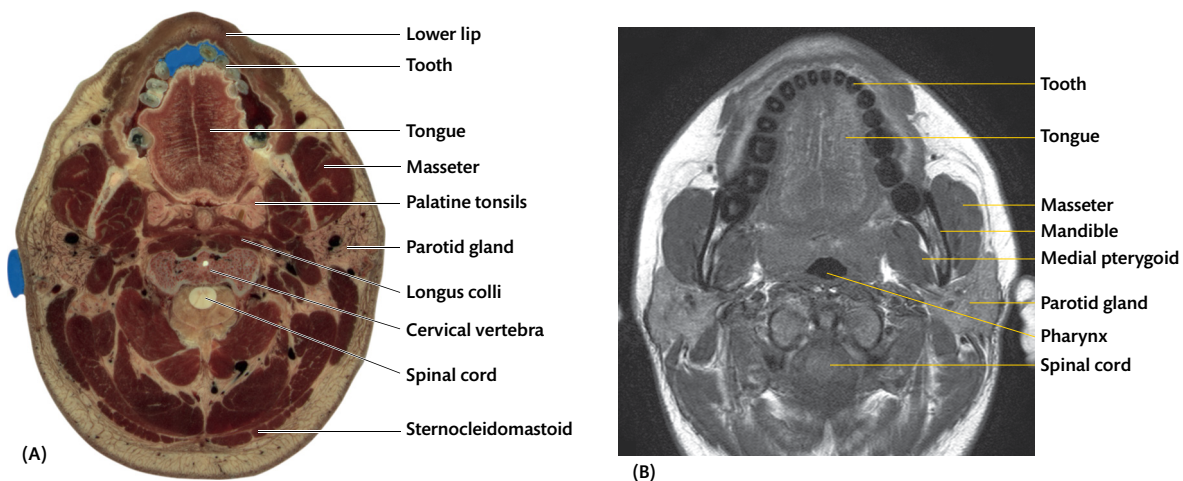 Lower lip
Tooth
Tongue
Masseter
Palatine tonsils
Parotid gland
Longus colli
Cervical vertebra
Spinal cord
Sternocleidomastoid
(A)
Tooth
Tongue
Masseter
Mandible
Medial pterygoid
Parotid gland
Pharynx
Spinal cord
(B)